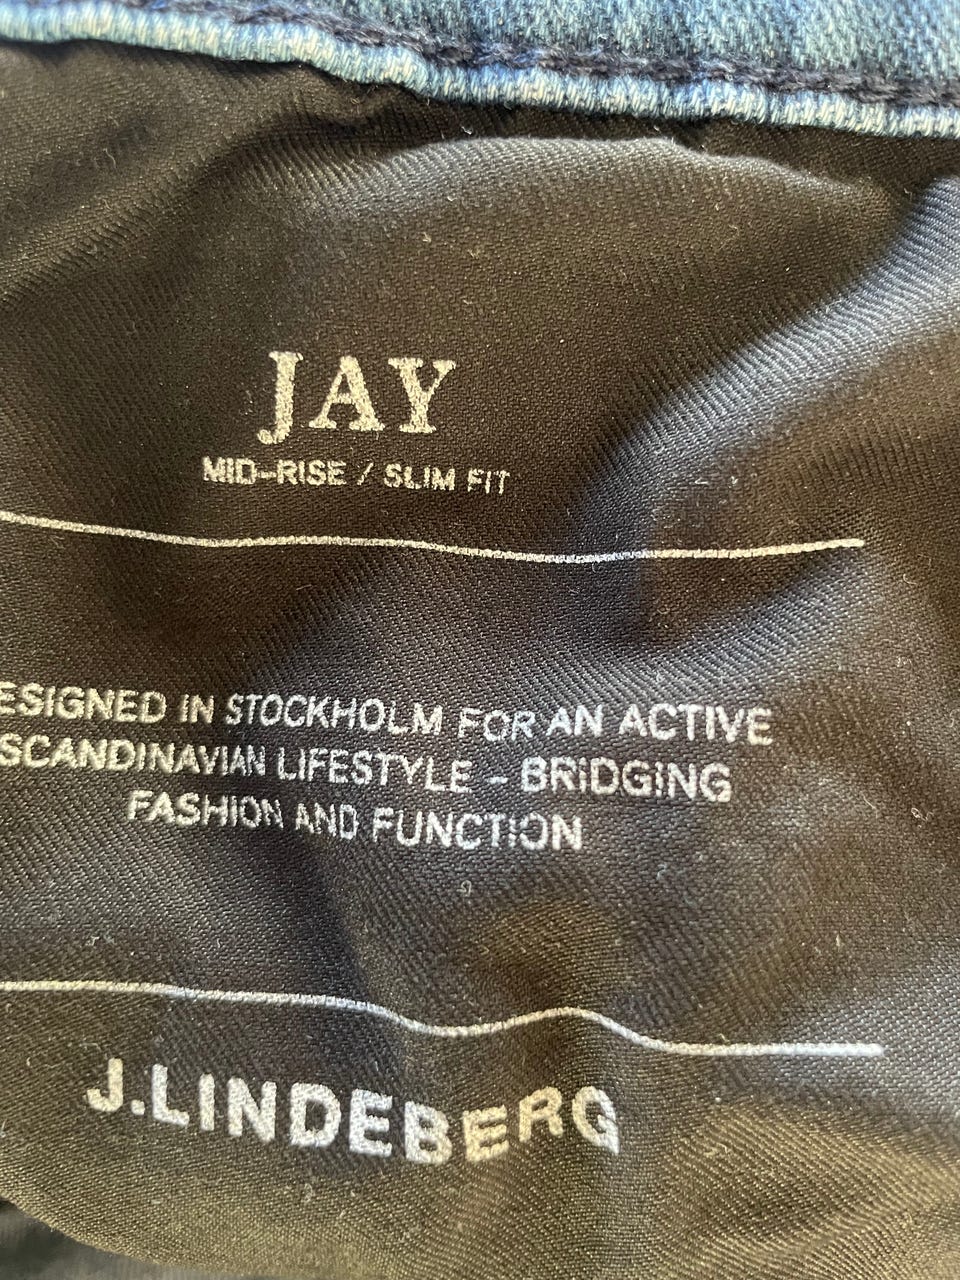 JAY
MID-RISE / SLIM FIT
ESIGNED IN STOCKHOLM FOR AN ACTIVE
SCANDINAVIAN LIFESTYLE - BRIDGING
FASHION AND FUNCTION
J.LINDEBERG